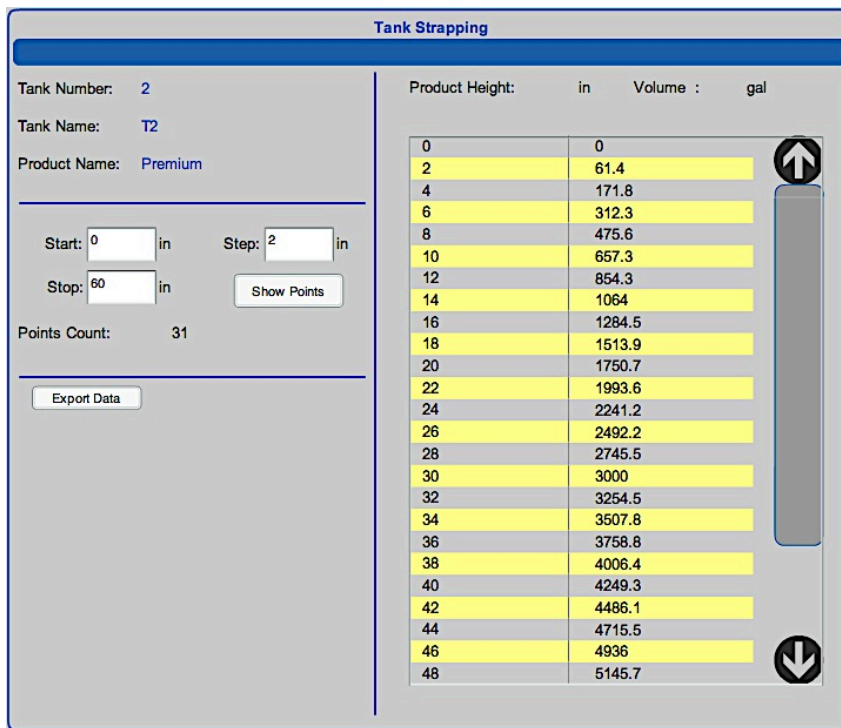 Tank Strapping
Tank Number: 2
Tank Name: T2
Product Name: Premium
Start: 0 in Step: 2 in
Stop: 60 in Show Points
Points Count: 31
Export Data
Product Height: in Volume : gal
0 0
2 61.4
4 171.8
6 312.3
8 475.6
10 657.3
12 854.3
14 1064
16 1284.5
18 1513.9
20 1750.7
22 1993.6
24 2241.2
26 2492.2
28 2745.5
30 3000
32 3254.5
34 3507.8
36 3758.8
38 4006.4
40 4249.3
42 4486.1
44 4715.5
46 4936
48 5145.7